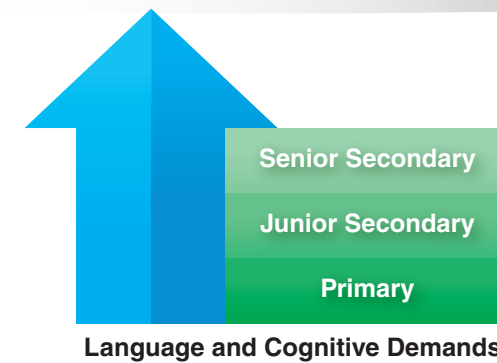 Senior Secondary
Junior Secondary
Primary
Language and Cognitive Demands